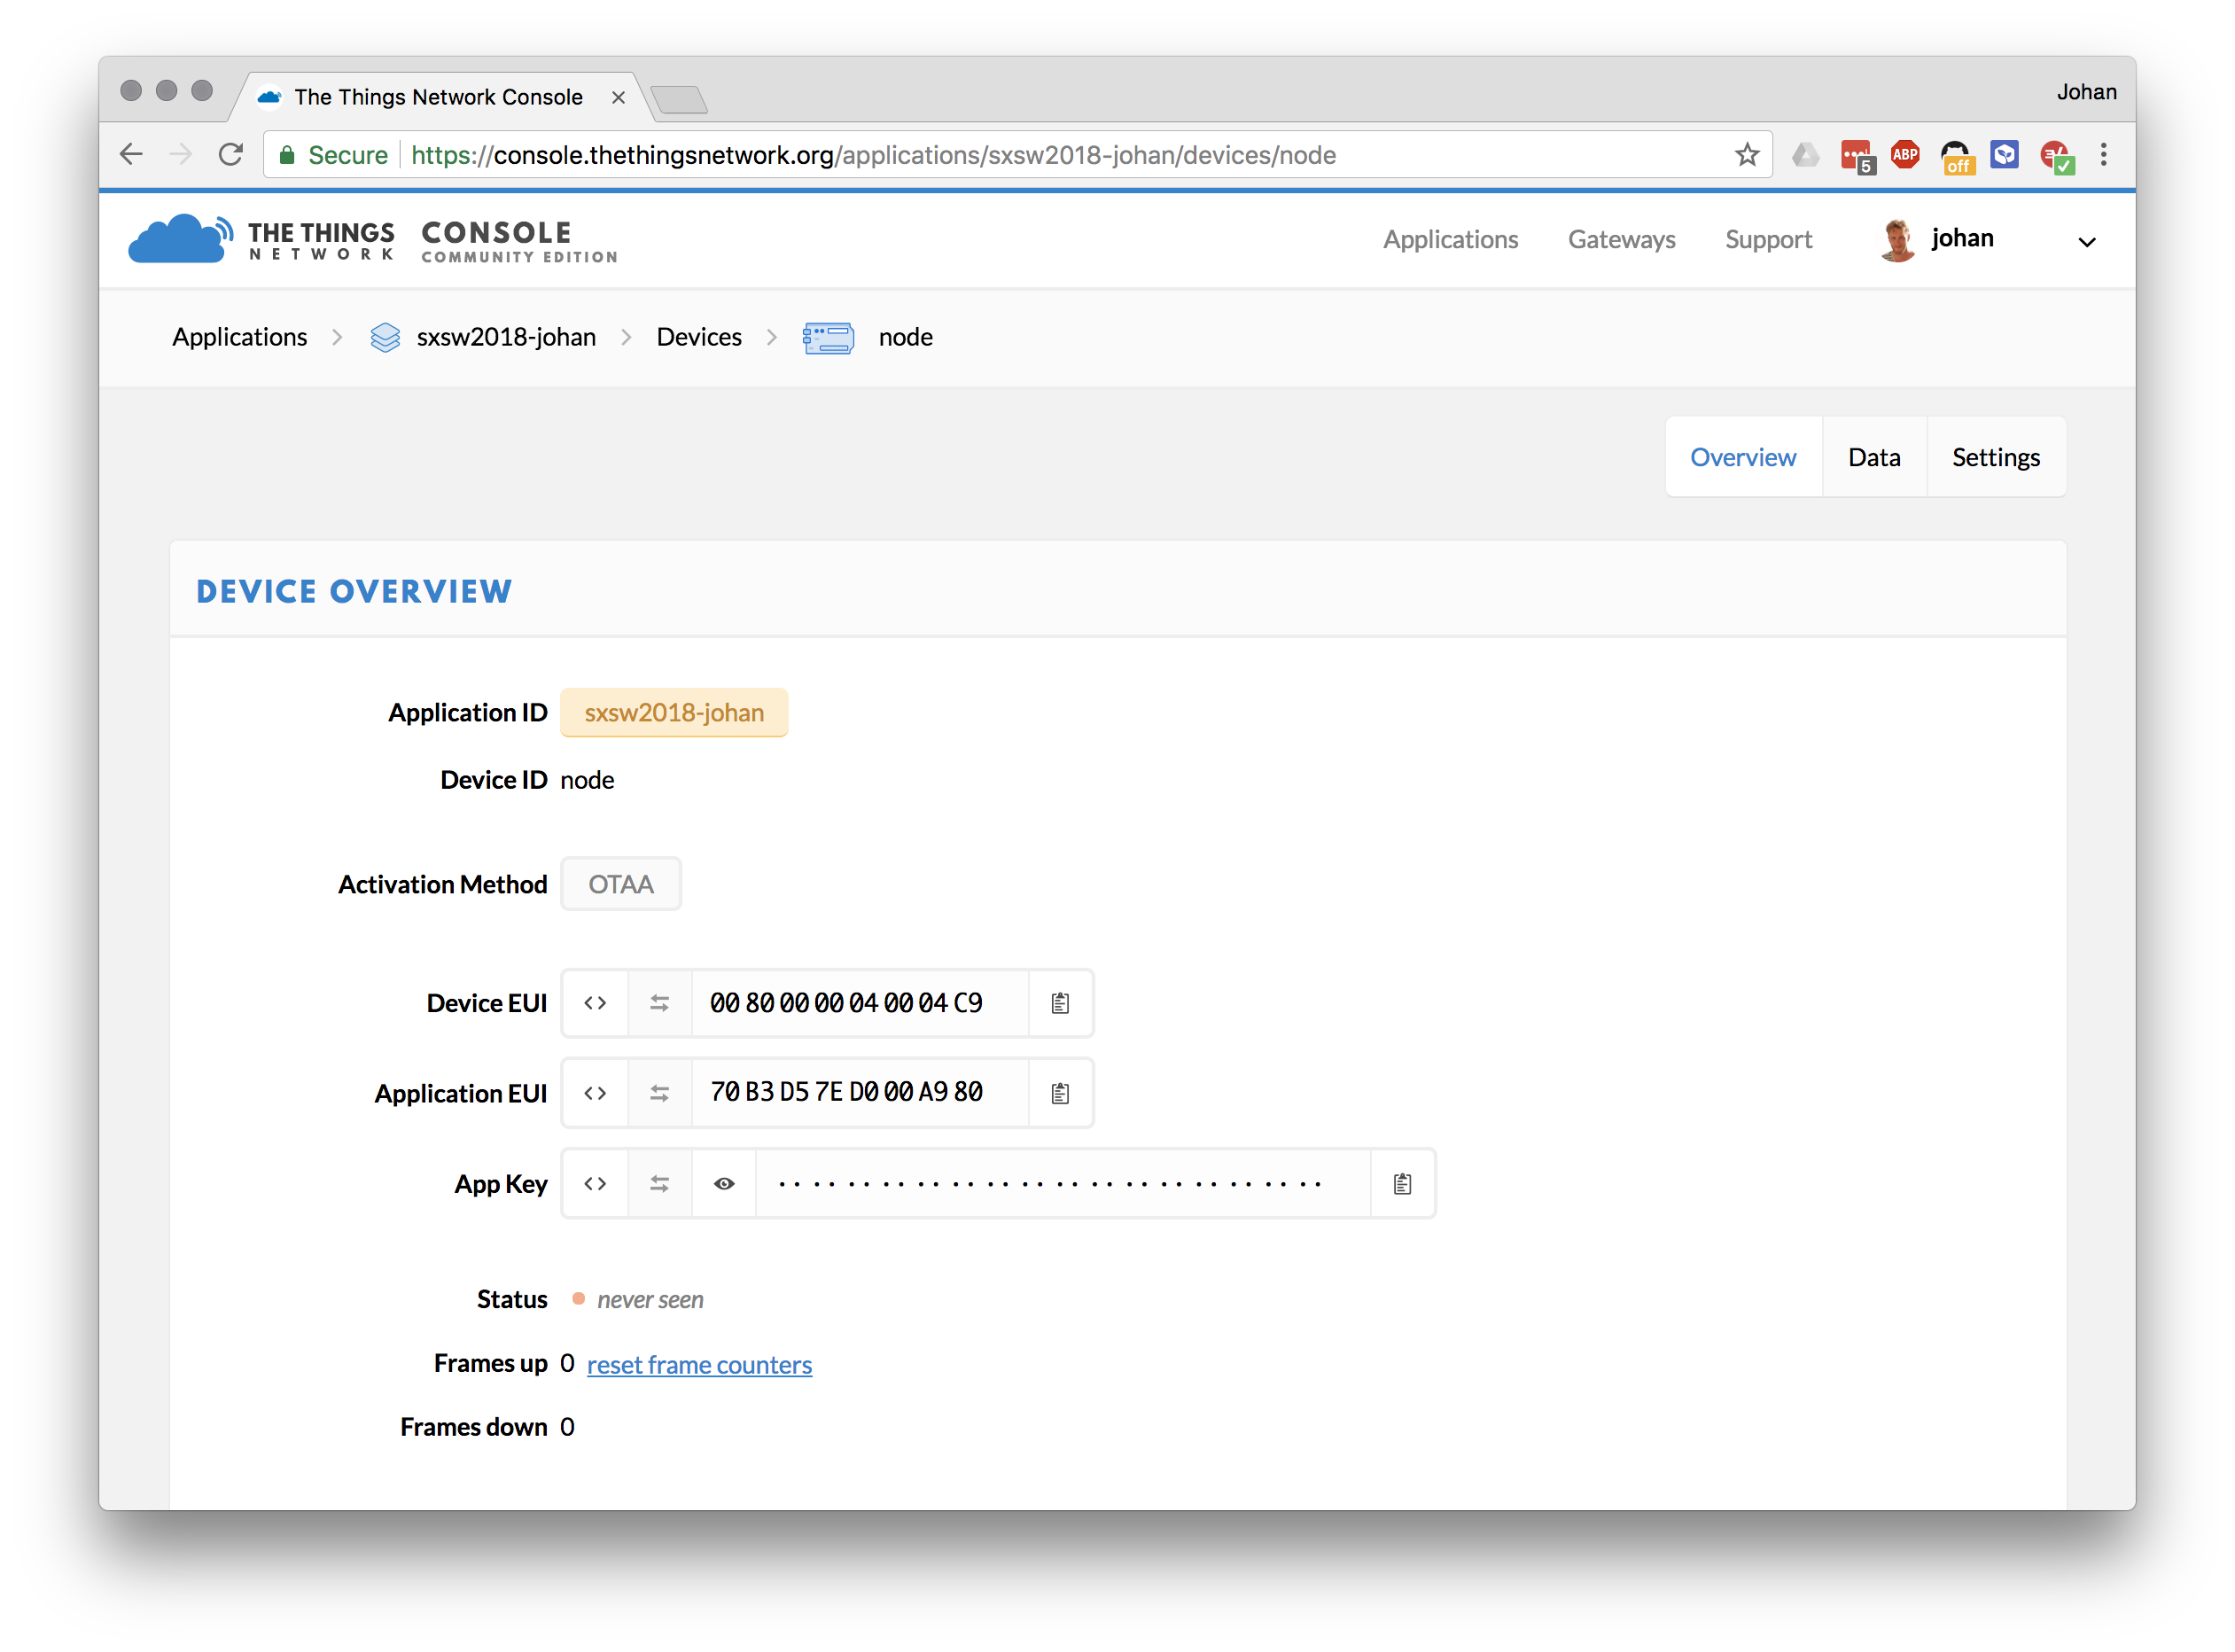 The Things Network Console
Johan
Secure https://console.thethingsnetwork.org/applications/sxsw2018-johan/devices/node
5 ABP off
THE THINGS NETWORK CONSOLE COMMUNITY EDITION
Applications Gateways Support johan
Applications sxsw2018-johan Devices node
Overview Data Settings
DEVICE OVERVIEW
Application ID sxsw2018-johan
Device ID node
Activation Method OTAA
Device EUI <> 00 80 00 00 04 00 04 C9
Application EUI <> 70 B3 D5 7E D0 00 A9 80
App Key <> ................................
Status never seen
Frames up 0 reset frame counters
Frames down 0